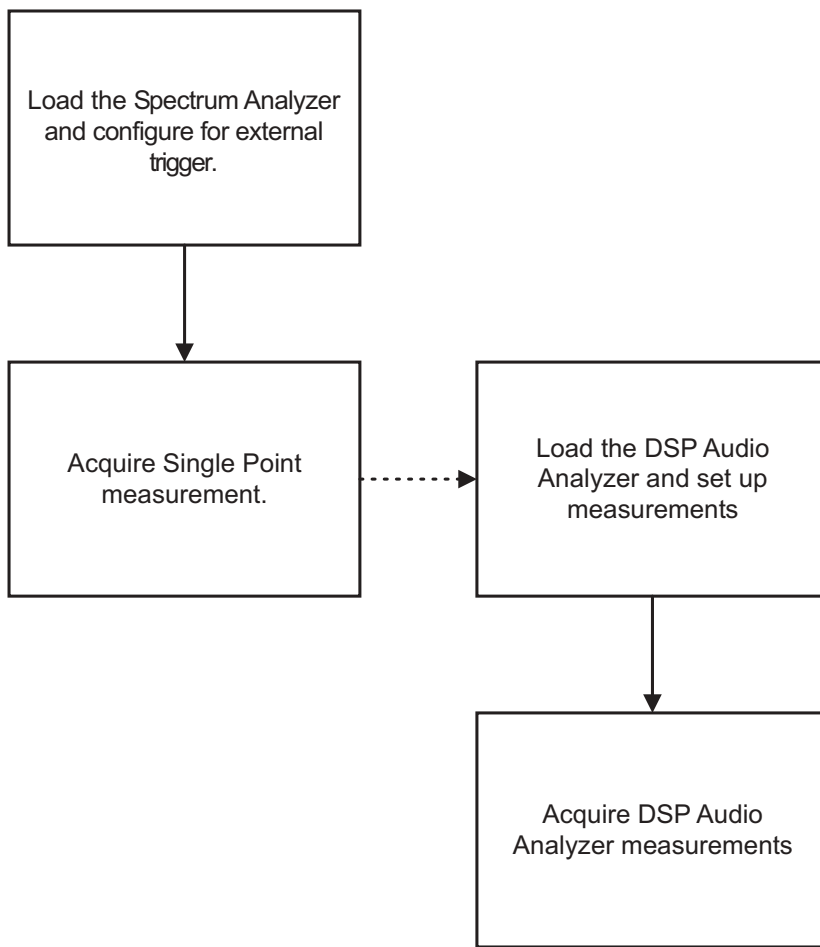 Load the Spectrum Analyzer
and configure for external
trigger.
Acquire Single Point
measurement.
Load the DSP Audio
Analyzer and set up
measurements
Acquire DSP Audio
Analyzer measurements